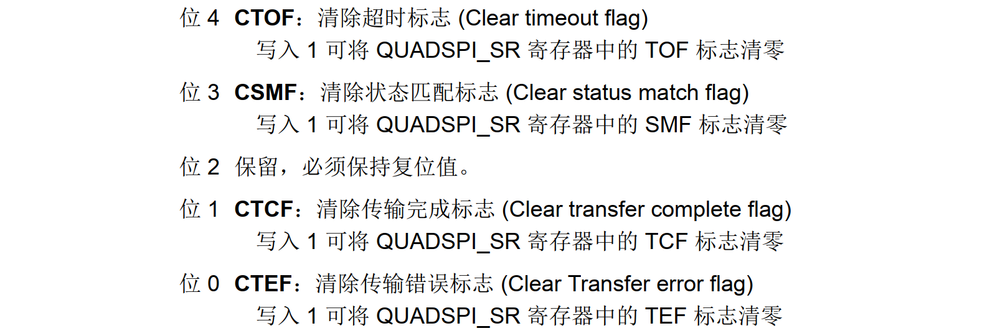 位 4 CTOF：清除超时标志 (Clear timeout flag)
写入 1 可将 QUADSPI_SR 寄存器中的 TOF 标志清零
位 3 CSMF：清除状态匹配标志 (Clear status match flag)
写入 1 可将 QUADSPI_SR 寄存器中的 SMF 标志清零
位 2 保留，必须保持复位值。
位 1 CTCF：清除传输完成标志 (Clear transfer complete flag)
写入 1 可将 QUADSPI_SR 寄存器中的 TCF 标志清零
位 0 CTEF：清除传输错误标志 (Clear Transfer error flag)
写入 1 可将 QUADSPI_SR 寄存器中的 TEF 标志清零